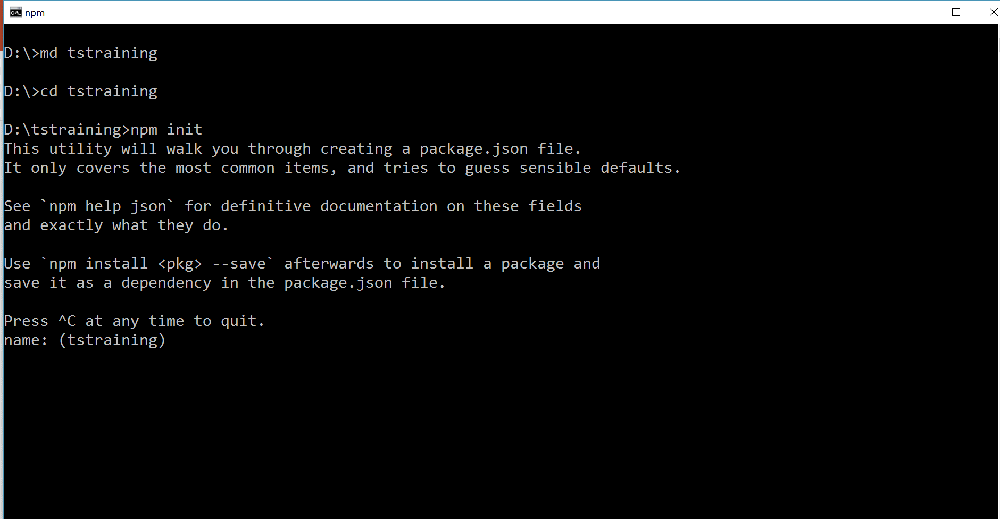 npm
D:\>md tstraining
D:\>cd tstraining
D:\tstraining>npm init
This utility will walk you through creating a package.json file.
It only covers the most common items, and tries to guess sensible defaults.
See `npm help json` for definitive documentation on these fields
and exactly what they do.
Use `npm install <pkg> --save` afterwards to install a package and
save it as a dependency in the package.json file.
Press ^C at any time to quit.
name: (tstraining)